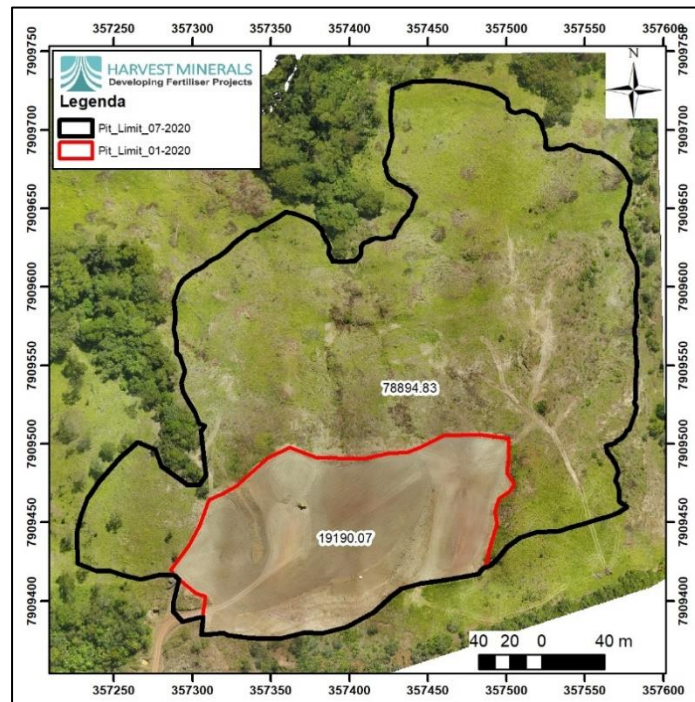 357250 357300 357350 357400 357450 357500 357550 357600
7909750
7909700
7909650
7909600
7909550
7909500
7909450
7909400
HARVEST MINERALS
Developing Fertiliser Projects
Legenda
Pit_Limit_07-2020
Pit_Limit_01-2020
N
7909750
7909700
7909650
7909600
7909550
7909500
7909450
7909400
78894.83
19190.07
40 20 0 40 m
357250 357300 357350 357400 357450 357500 357550 357600